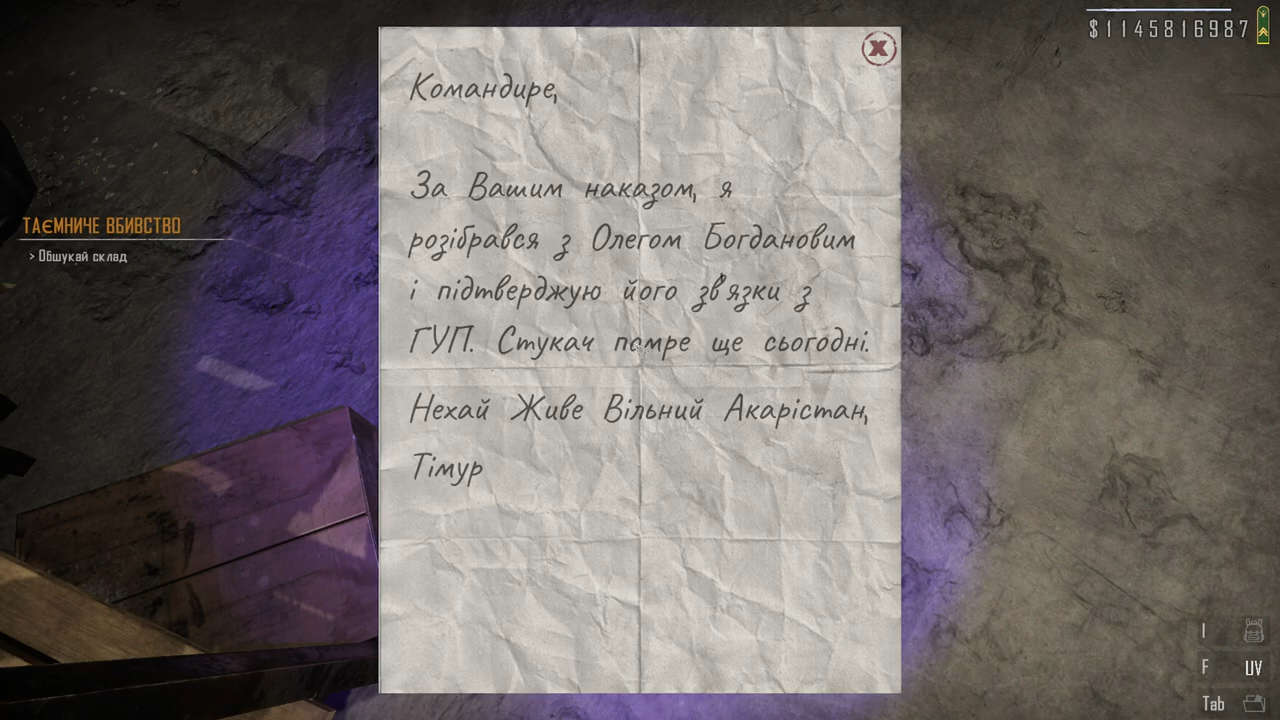 $1145816987
Командире,
За Вашим наказом, я
розібрався з Олегом Богдановим
і підтверджую його зв'язки з
ГУП. Стукач помре ще сьогодні.
Нехай Живе Вільний Акарістан,
Тімур
ТАЄМНИЧЕ ВБИВСТВО
> Обшукай склад
I
F UV
Tab